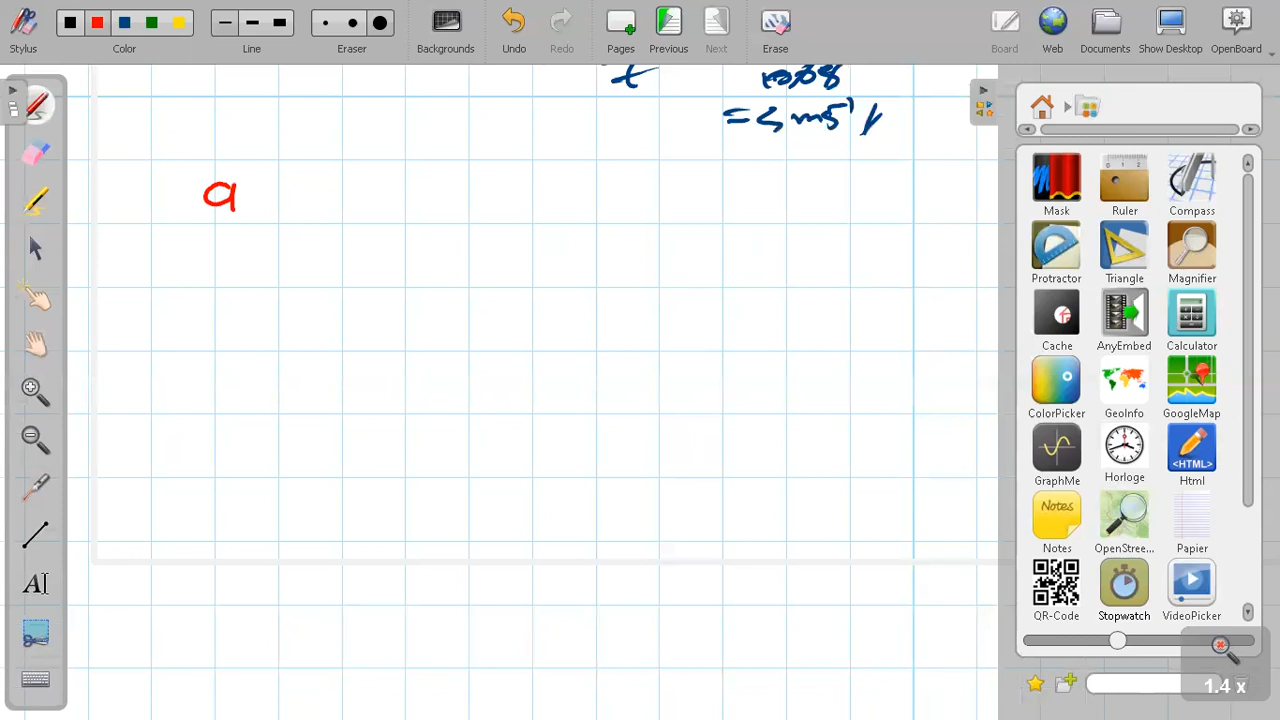 Stylus Color Line Eraser Backgrounds Undo Redo Pages Previous Next Erase Board Web Documents Show Desktop OpenBoard
t
a
Mask Ruler Compass
1 2
Protractor Triangle Magnifier
Cache AnyEmbed Calculator
ColorPicker GeoInfo GoogleMap
<HTML>
GraphMe Horloge Html
Notes
Notes OpenStree... Papier
QR-Code Stopwatch VideoPicker
A
1.4 x